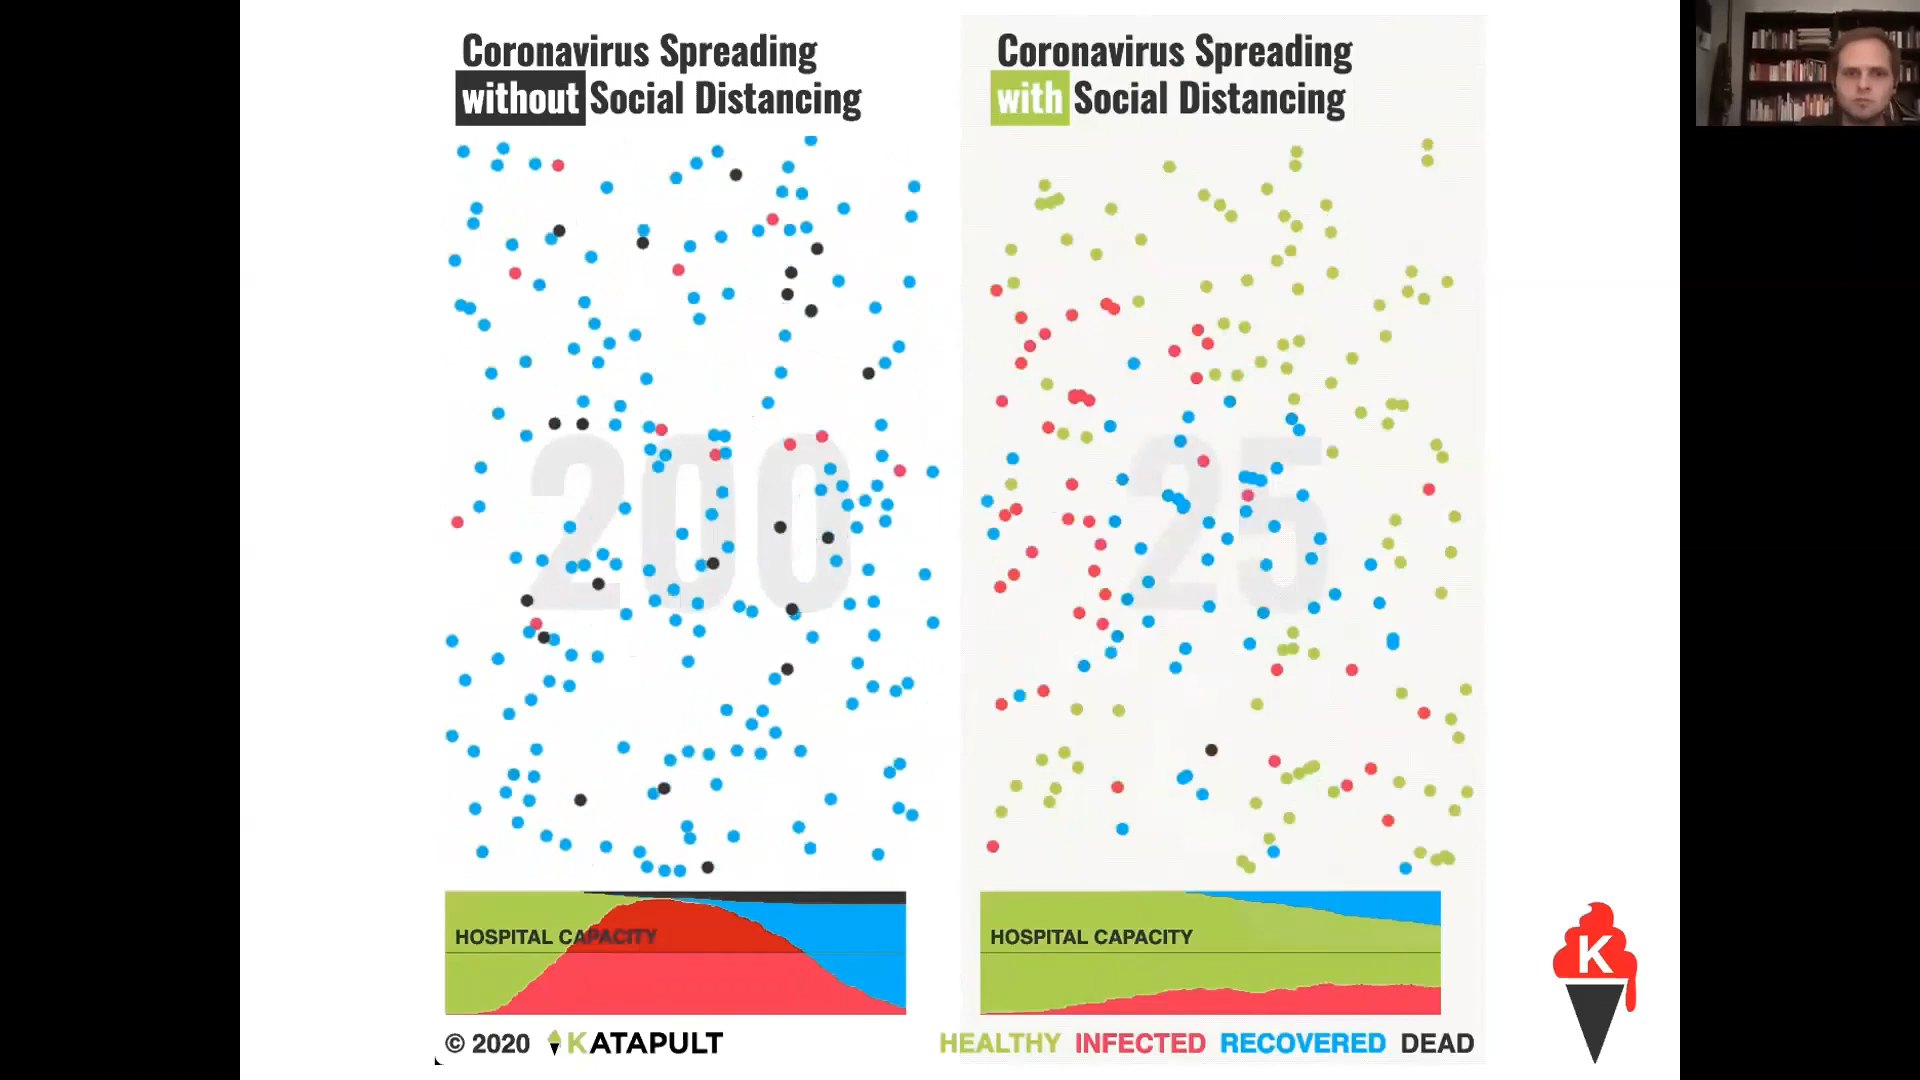 Coronavirus Spreading
without Social Distancing
200
HOSPITAL CAPACITY
© 2020 KATAPULT
Coronavirus Spreading
with Social Distancing
25
HOSPITAL CAPACITY
HEALTHY INFECTED RECOVERED DEAD
K